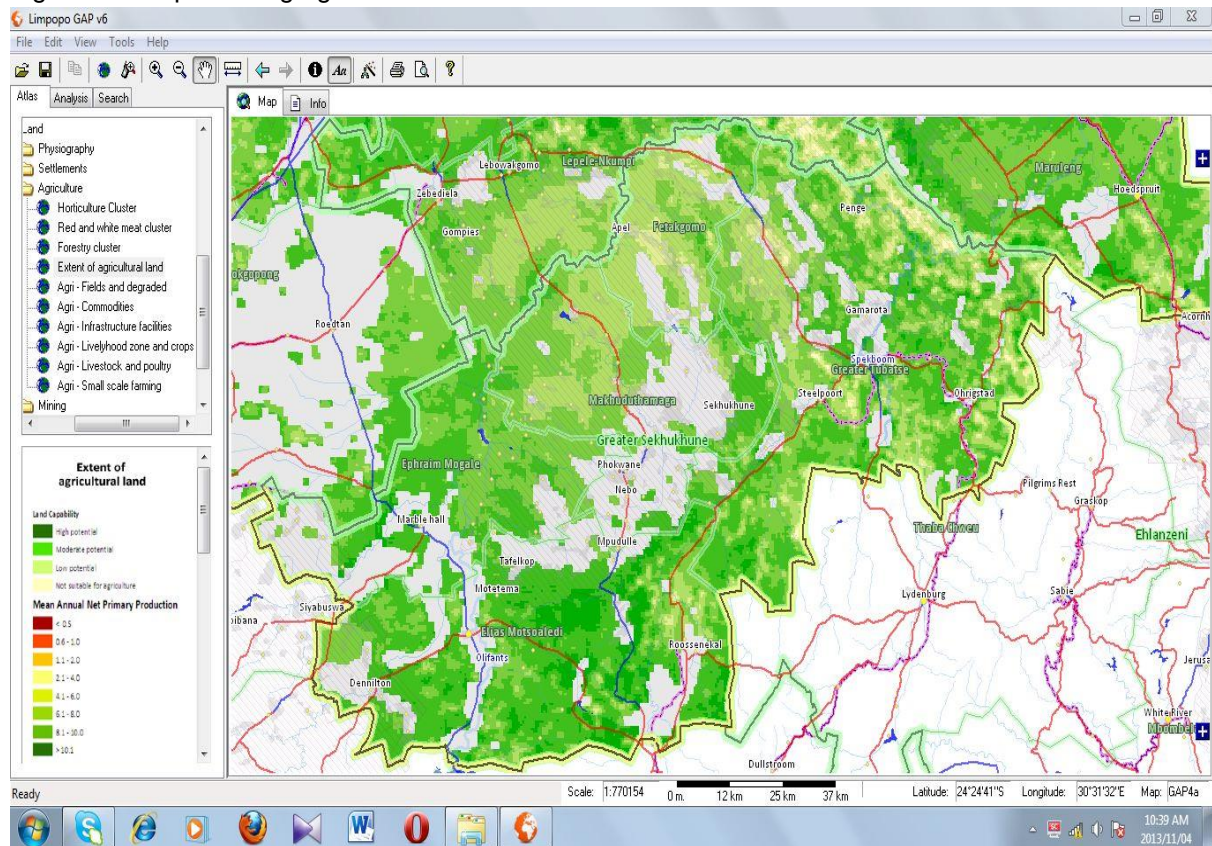 Limpopo GAP v6
File Edit View Tools Help
Atlas Analysis Search
Map Info
_and
Physiography
Settlements
Agriculture
Horticulture Cluster
Red and white meat cluster
Forestry cluster
Extent of agricultural land
Agri - Fields and degraded
Agri - Commodities
Agri - Infrastructure facilities
Agri - Livelyhood zone and crops
Agri - Livestock and poultry
Agri - Small scale farming
Mining
Extent of
agricultural land
Land Capability
High potential
Moderate potential
Low potential
Not suitable for agriculture
Mean Annual Net Primary Production
< 0.5
0.6 - 1.0
1.1 - 2.0
2.1 - 4.0
4.1 - 6.0
6.1 - 8.0
8.1 - 10.0
>10.1
Lebowakgomo
Lepele-Nkumpi
Maruleng
Hoedspruit
Zebediela
Penge
Gompies
Apel
Fetakgomo
okgopong
Gamarota
Acornh
Roedtan
Spekboom
Greater Tubatse
Steelpoort
Ohrigstad
Makhuduthamaga
Sekhukhune
Greater Sekhukhune
Ephraim Mogale
Phokwane
Nebo
Pilgrims Rest
Graskop
Marble hall
Thaba Chweu
Ehlanzeni
Mpudulle
Tafelkop
Motetema
Siyabuswa
Lydenburg
Sabie
pibana
Elias Motsoaledi
Roossenekal
Olifants
Jerusa
Dennilton
White River
Mbombel
Dullstroom
Ready
Scale: 1:770154
0 m. 12 km 25 km 37 km
Latitude: 24°24'41"S Longitude: 30°31'32"E Map: GAP4a
10:39 AM
2013/11/04